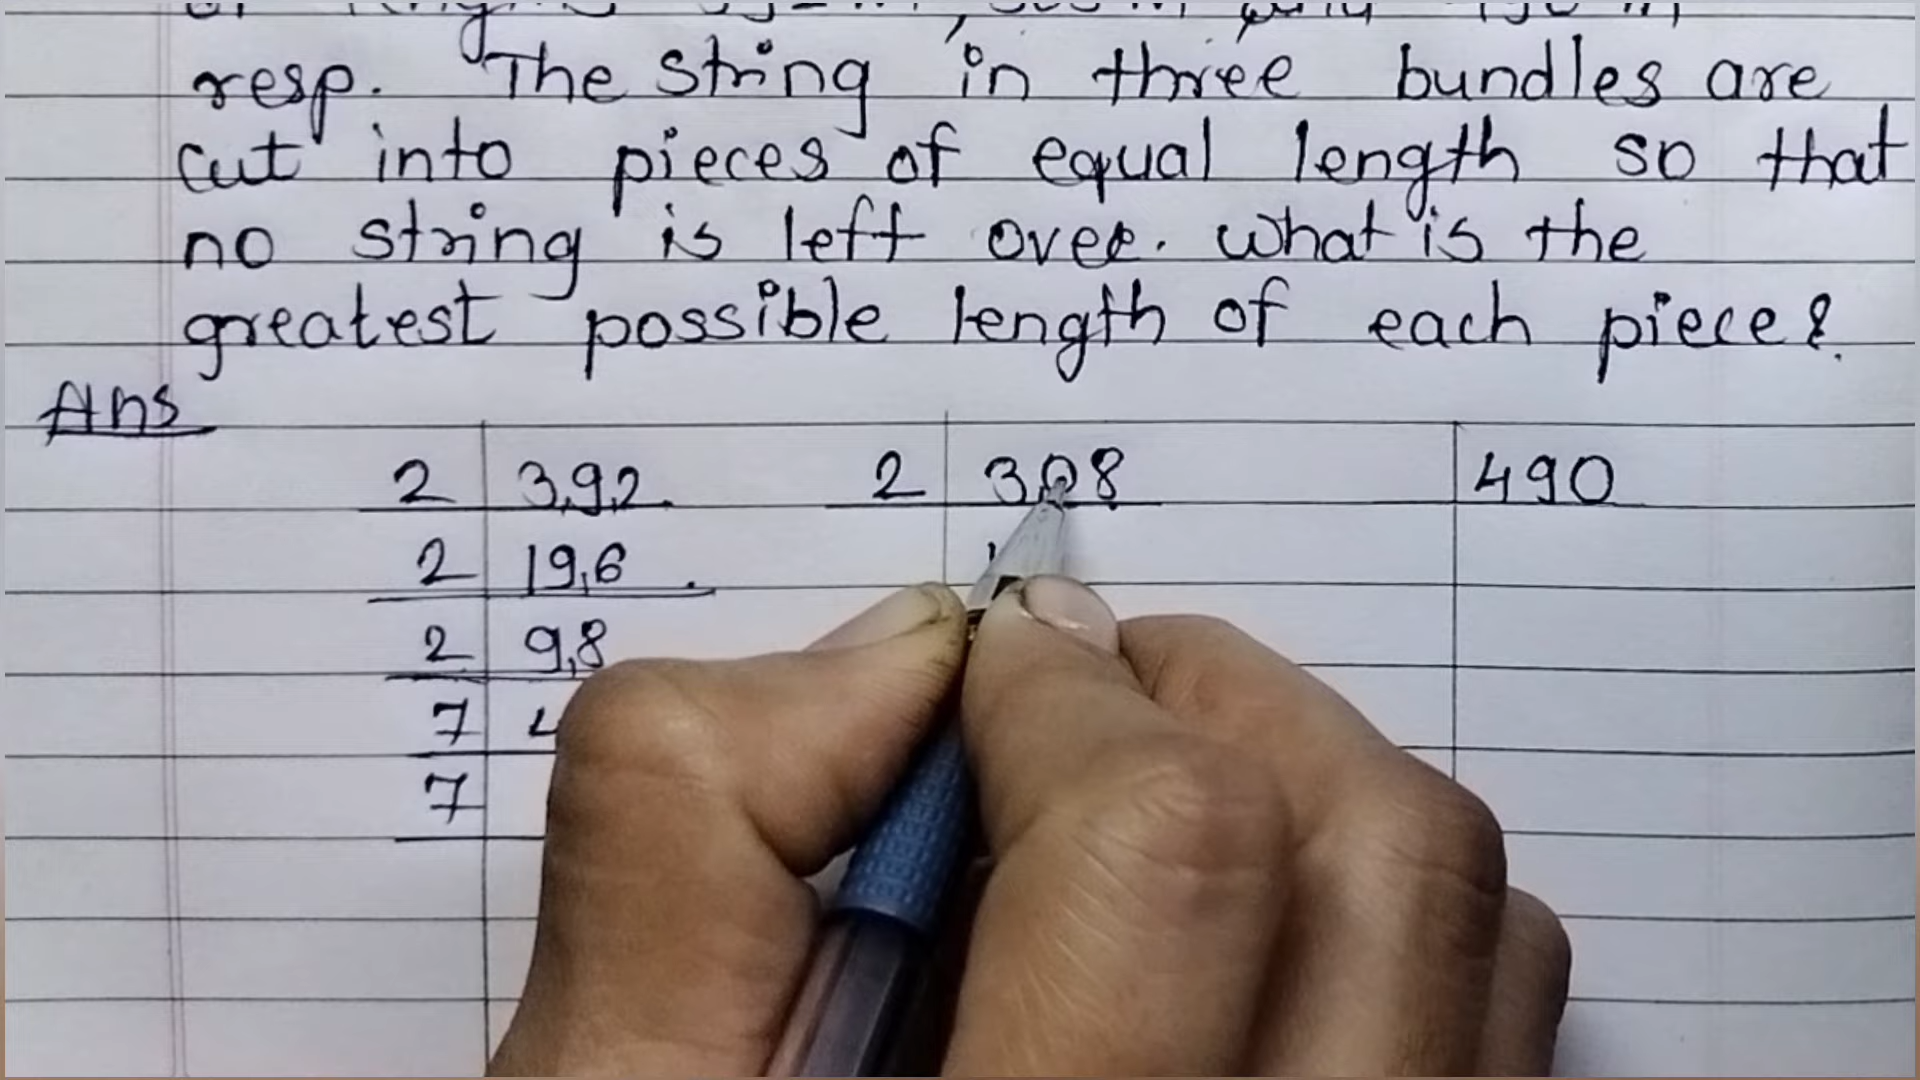 resp. The string in three bundles are
cut into pieces of equal length so that
no string is left over. what is the
greatest possible length of each piece?
Ans
2 392 2 308 490
2 196
2 98
7
7